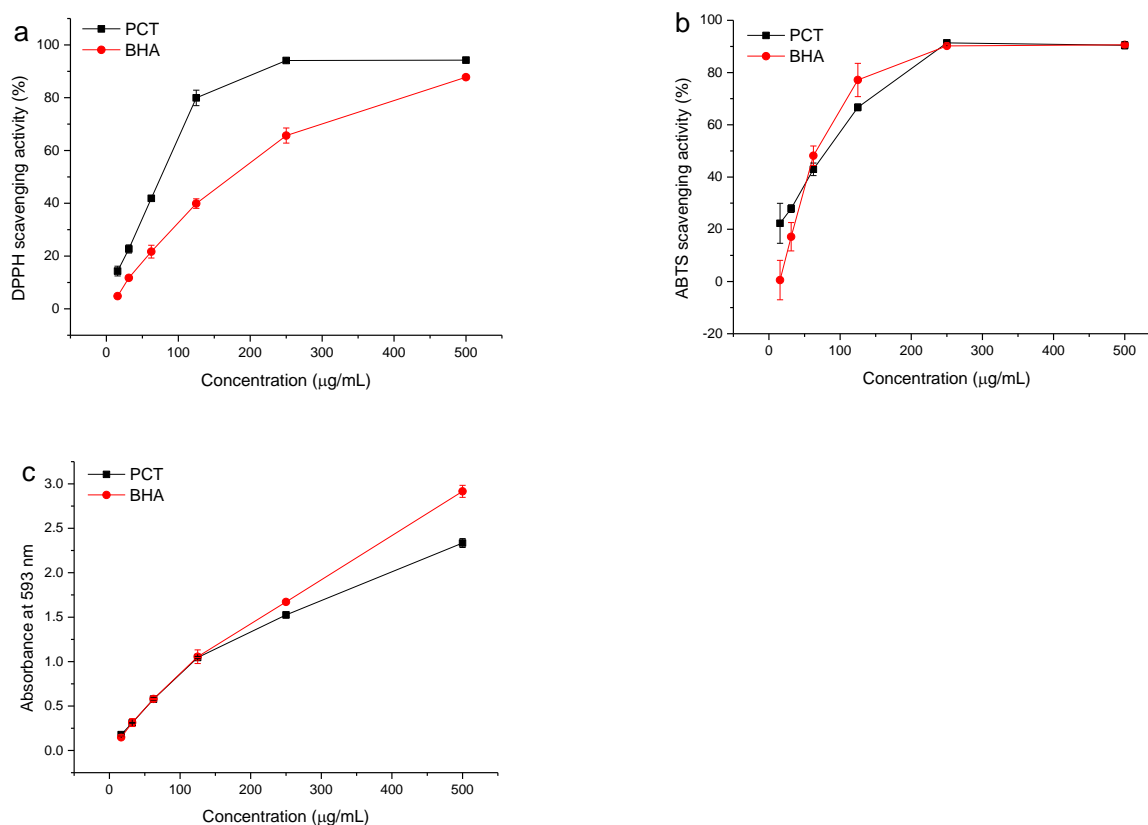 a
PCT
BHA
100
80
60
40
20
0
DPPH scavenging activity (%)
0 100 200 300 400 500
Concentration (μg/mL)
b
PCT
BHA
100
80
60
40
20
0
-20
ABTS scavenging activity (%)
0 100 200 300 400 500
Concentration (μg/mL)
c
PCT
BHA
3.0
2.5
2.0
1.5
1.0
0.5
0.0
Absorbance at 593 nm
0 100 200 300 400 500
Concentration (μg/mL)